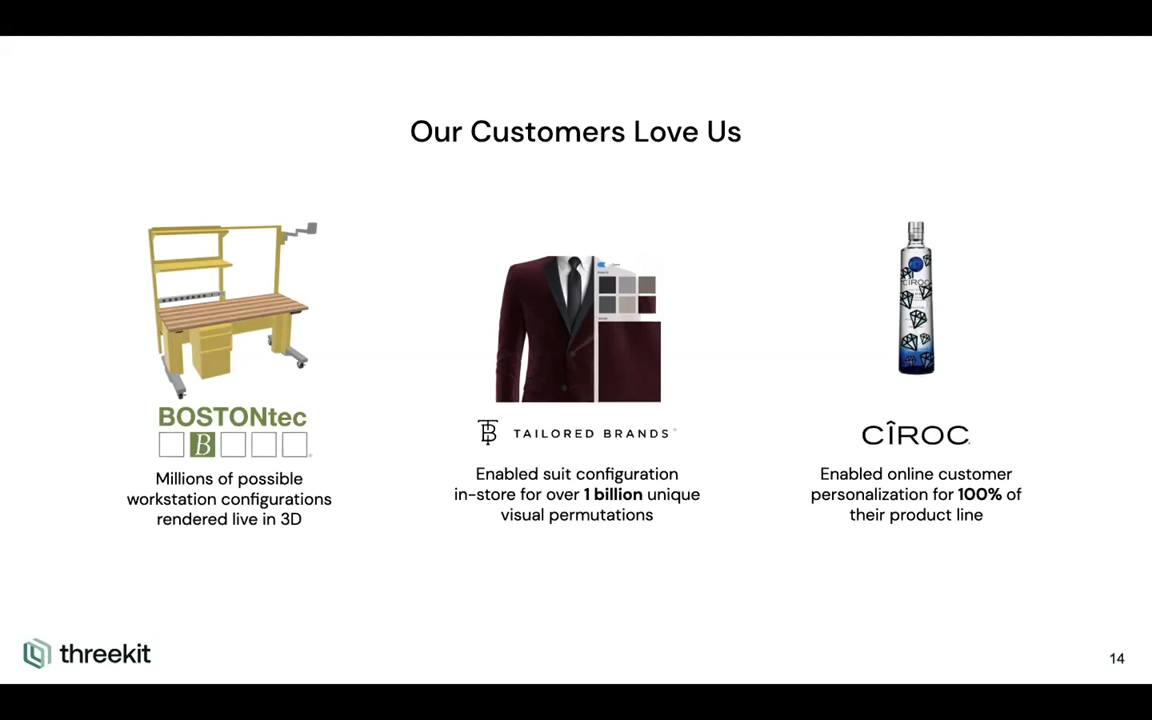 Our Customers Love Us
BOSTONtec
B
Millions of possible
workstation configurations
rendered live in 3D
TB TAILORED BRANDS
Enabled suit configuration
in-store for over 1 billion unique
visual permutations
CÎROC
CÎROC
Enabled online customer
personalization for 100% of
their product line
threekit
14